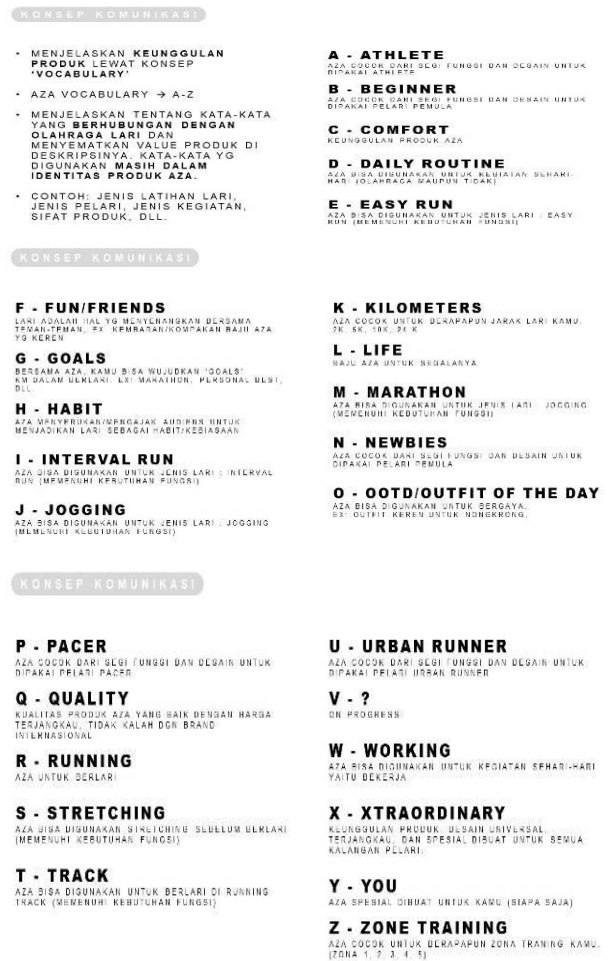 KONSEP KOMUNIKASI
• MENJELASKAN KEUNGGULAN
PRODUK LEWAT KONSEP
'VOCABULARY'
• AZA VOCABULARY → A-Z
• MENJELASKAN TENTANG KATA-KATA
YANG BERHUBUNGAN DENGAN
OLAHRAGA LARI DAN
MENYEMATKAN VALUE PRODUK DI
DESKRIPSINYA. KATA-KATA YG
DIGUNAKAN MASIH DALAM
IDENTITAS PRODUK AZA.
• CONTOH: JENIS LATIHAN LARI,
JENIS PELARI, JENIS KEGIATAN,
SIFAT PRODUK, DLL.
A - ATHLETE
AZA COCOK DARI SEGI FUNGSI DAN DESAIN UNTUK
DIPAKAI ATHLETE
B - BEGINNER
AZA COCOK DARI SEGI FUNGSI DAN DESAIN UNTUK
DIPAKAI PELARI PEMULA
C - COMFORT
KEUNGGULAN PRODUK AZA
D - DAILY ROUTINE
AZA BISA DIGUNAKAN UNTUK KEGIATAN SEHARI-
HARI (OLAHRAGA MAUPUN TIDAK)
E - EASY RUN
AZA BISA DIGUNAKAN UNTUK JENIS LARI : EASY
RUN (MEMENUHI KEBUTUHAN FUNGSI)
KONSEP KOMUNIKASI
F - FUN/FRIENDS
LARI ADALAH HAL YG MENYENANGKAN BERSAMA
TEMAN-TEMAN, EX: KEMBARAN/KOMPAKAN BAJU AZA
YG KEREN
G - GOALS
BERSAMA AZA, KAMU BISA WUJUDKAN 'GOALS'
KM DALAM BERLARI. EX: MARATHON, PERSONAL BEST,
DLL.
H - HABIT
AZA MENYERUKAN/MENGAJAK AUDIENS UNTUK
MENJADIKAN LARI SEBAGAI HABIT/KEBIASAAN
I - INTERVAL RUN
AZA BISA DIGUNAKAN UNTUK JENIS LARI : INTERVAL
RUN (MEMENUHI KEBUTUHAN FUNGSI)
J - JOGGING
AZA BISA DIGUNAKAN UNTUK JENIS LARI : JOGGING
(MEMENUHI KEBUTUHAN FUNGSI)
K - KILOMETERS
AZA COCOK UNTUK BERAPAPUN JARAK LARI KAMU.
2K, 5K, 10K, 21 K
L - LIFE
BAJU AZA UNTUK SEGALANYA
M - MARATHON
AZA BISA DIGUNAKAN UNTUK JENIS LARI : JOGGING
(MEMENUHI KEBUTUHAN FUNGSI)
N - NEWBIES
AZA COCOK DARI SEGI FUNGSI DAN DESAIN UNTUK
DIPAKAI PELARI PEMULA
O - OOTD/OUTFIT OF THE DAY
AZA BISA DIGUNAKAN UNTUK BERGAYA.
EX: OUTFIT KEREN UNTUK NONGKRONG,
KONSEP KOMUNIKASI
P - PACER
AZA COCOK DARI SEGI FUNGSI DAN DESAIN UNTUK
DIPAKAI PELARI PACER
Q - QUALITY
KUALITAS PRODUK AZA YANG BAIK DENGAN HARGA
TERJANGKAU, TIDAK KALAH DGN BRAND
INTERNASIONAL
R - RUNNING
AZA UNTUK BERLARI
S - STRETCHING
AZA BISA DIGUNAKAN STRETCHING SEBELUM BERLARI
(MEMENUHI KEBUTUHAN FUNGSI)
T - TRACK
AZA BISA DIGUNAKAN UNTUK BERLARI DI RUNNING
TRACK (MEMENUHI KEBUTUHAN FUNGSI)
U - URBAN RUNNER
AZA COCOK DARI SEGI FUNGSI DAN DESAIN UNTUK
DIPAKAI PELARI URBAN RUNNER
V - ?
ON PROGRESS
W - WORKING
AZA BISA DIGUNAKAN UNTUK KEGIATAN SEHARI-HARI
YAITU BEKERJA
X - XTRAORDINARY
KEUNGGULAN PRODUK, DESAIN UNIVERSAL,
TERJANGKAU, DAN SPESIAL DIBUAT UNTUK SEMUA
KALANGAN PELARI.
Y - YOU
AZA SPESIAL DIBUAT UNTUK KAMU (SIAPA SAJA)
Z - ZONE TRAINING
AZA COCOK UNTUK BERAPAPUN ZONA TRANING KAMU.
(ZONA 1, 2, 3, 4, 5)